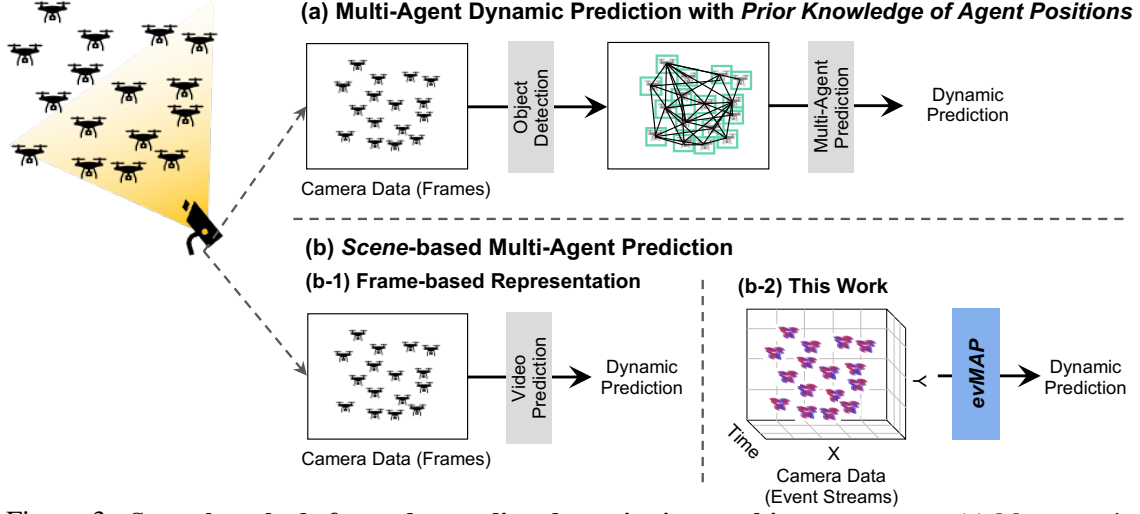 (a) Multi-Agent Dynamic Prediction with Prior Knowledge of Agent Positions
Object
Detection
Multi-Agent
Prediction
Dynamic
Prediction
Camera Data (Frames)
(b) Scene-based Multi-Agent Prediction
(b-1) Frame-based Representation
Video
Prediction
Dynamic
Prediction
Camera Data (Frames)
(b-2) This Work
Y
evMAP
Dynamic
Prediction
Time
X
Camera Data
(Event Streams)